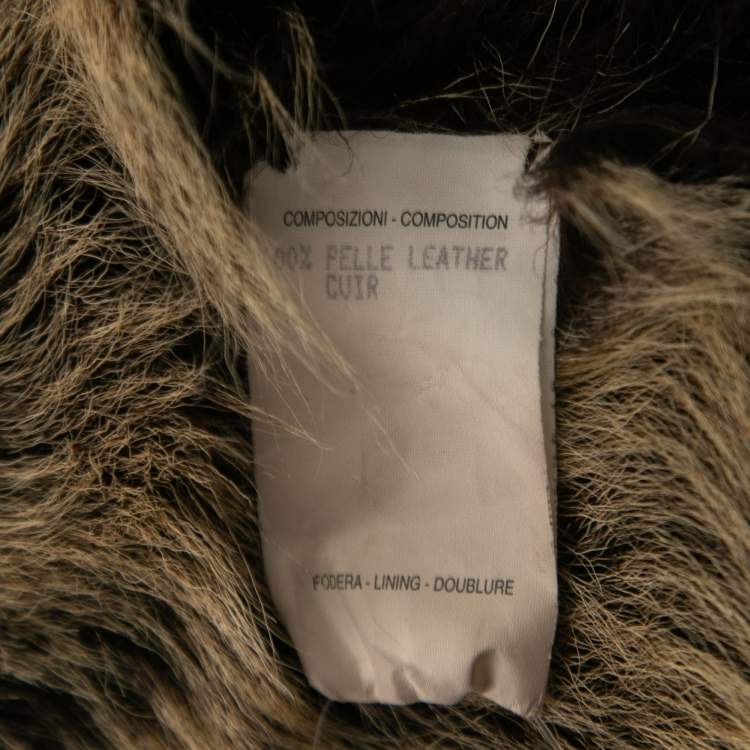 COMPOSIZIONI - COMPOSITION
00% PELLE LEATHER
CUIR
FODERA - LINING - DOUBLURE